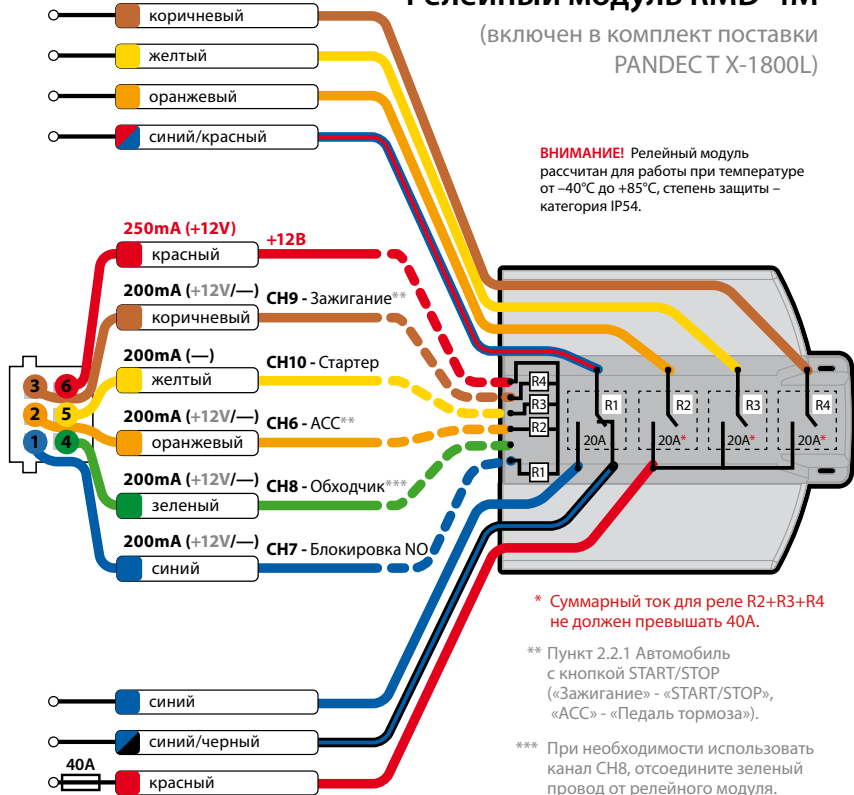 Релейный модуль RMD-4M
(включен в комплект поставки
PANDECT X-1800L)
коричневый
желтый
оранжевый
синий/красный
ВНИМАНИЕ! Релейный модуль
рассчитан для работы при температуре
от –40°C до +85°C, степень защиты –
категория IP54.
250mA (+12V)
+12В
красный
200mA (+12V/—)
CH9 - Зажигание**
коричневый
200mA (—)
CH10 - Стартер
желтый
200mA (+12V/—)
CH6 - ACC**
оранжевый
200mA (+12V/—)
CH8 - Обходчик***
зеленый
200mA (+12V/—)
CH7 - Блокировка NO
синий
3 6
2 5
1 4
R4
R3
R2
R1
R1 R2 R3 R4
20A 20A* 20A* 20A*
* Суммарный ток для реле R2+R3+R4
не должен превышать 40А.
** Пункт 2.2.1 Автомобиль
с кнопкой START/STOP
(«Зажигание» - «START/STOP»,
«ACC» - «Педаль тормоза»).
*** При необходимости использовать
канал CH8, отсоедините зеленый
провод от релейного модуля.
синий
синий/черный
40A
красный